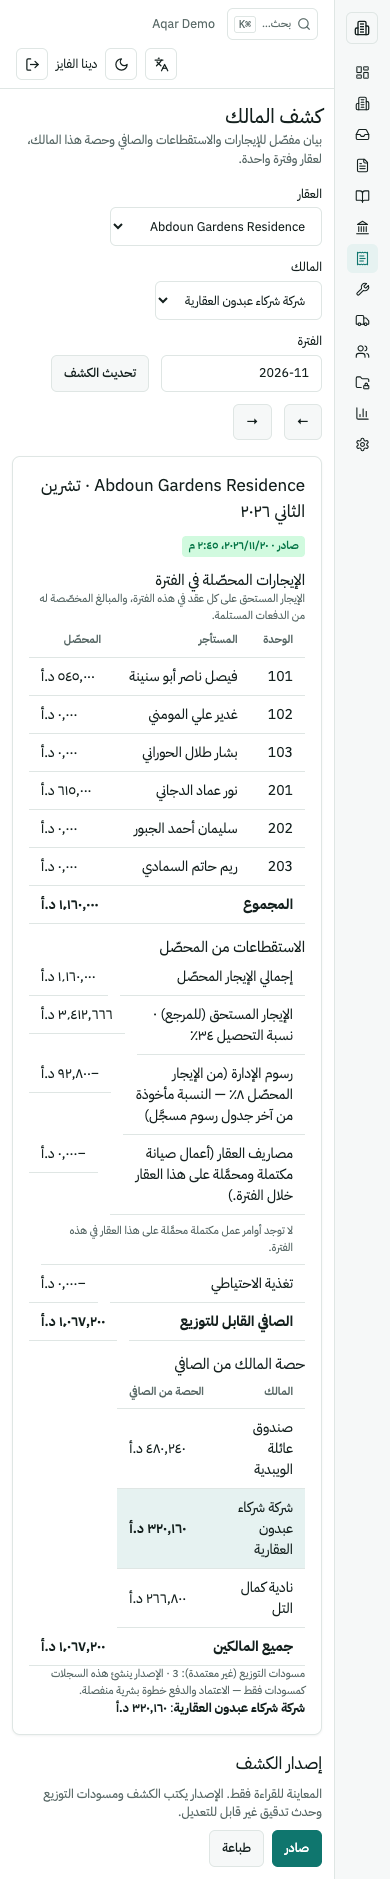 بحث... ⌘K
Aqar Demo
دينا الفايز
كشف المالك
بيان مفصّل للإيجارات والاستقطاعات والصافي وحصة هذا المالك،
لعقار وفترة واحدة.
العقار
Abdoun Gardens Residence
المالك
شركة شركاء عبدون العقارية
الفترة
2026-11
تحديث الكشف
← →
Abdoun Gardens Residence · تشرين
الثاني ٢٠٢٦
صادر · ٢٠٢٦/١١/٢٠، ٢:٤٥ م
الإيجارات المحصّلة في الفترة
الإيجار المستحق على كل عقد في هذه الفترة، والمبالغ المخصّصة له
من الدفعات المستلمة.
الوحدة المستأجر المحصّل
101 فيصل ناصر أبو سنينة ٥٤٥٫٠٠٠ د.أ
102 غدير علي المومني ٠٫٠٠٠ د.أ
103 بشار طلال الحوراني ٠٫٠٠٠ د.أ
201 نور عماد الدجاني ٦١٥٫٠٠٠ د.أ
202 سليمان أحمد الجبور ٠٫٠٠٠ د.أ
203 ريم حاتم السمادي ٠٫٠٠٠ د.أ
المجموع ١٬١٦٠٫٠٠٠ د.أ
الاستقطاعات من المحصّل
إجمالي الإيجار المحصّل ١٬١٦٠٫٠٠٠ د.أ
الإيجار المستحق (للمرجع) · ٣٬٤١٢٫٦٦٦ د.أ
نسبة التحصيل ٣٤٪
رسوم الإدارة (من الإيجار −٩٢٫٨٠٠ د.أ
المحصّل ٨٪ — النسبة مأخوذة
من آخر جدول رسوم مسجَّل)
مصاريف العقار (أعمال صيانة −٠٫٠٠٠ د.أ
مكتملة ومحمَّلة على هذا العقار
خلال الفترة.)
لا توجد أوامر عمل مكتملة محمَّلة على هذا العقار في هذه
الفترة.
تغذية الاحتياطي −٠٫٠٠٠ د.أ
الصافي القابل للتوزيع ١٬٠٦٧٫٢٠٠ د.أ
حصة المالك من الصافي
المالك الحصة من الصافي
صندوق
عائلة
الويبدية
٤٨٠٫٢٤٠ د.أ
شركة شركاء
عبدون
العقارية
٣٢٠٫١٦٠ د.أ
نادية كمال
التل
٢٦٦٫٨٠٠ د.أ
جميع المالكين ١٬٠٦٧٫٢٠٠ د.أ
مسودات التوزيع (غير معتمدة): 3 · الإصدار ينشئ هذه السجلات
كمسودات فقط — الاعتماد والدفع خطوة بشرية منفصلة.
شركة شركاء عبدون العقارية: ٣٢٠٫١٦٠ د.أ
إصدار الكشف
المعاينة للقراءة فقط. الإصدار يكتب الكشف ومسودات التوزيع
وحدث تدقيق غير قابل للتعديل.
صادر
طباعة